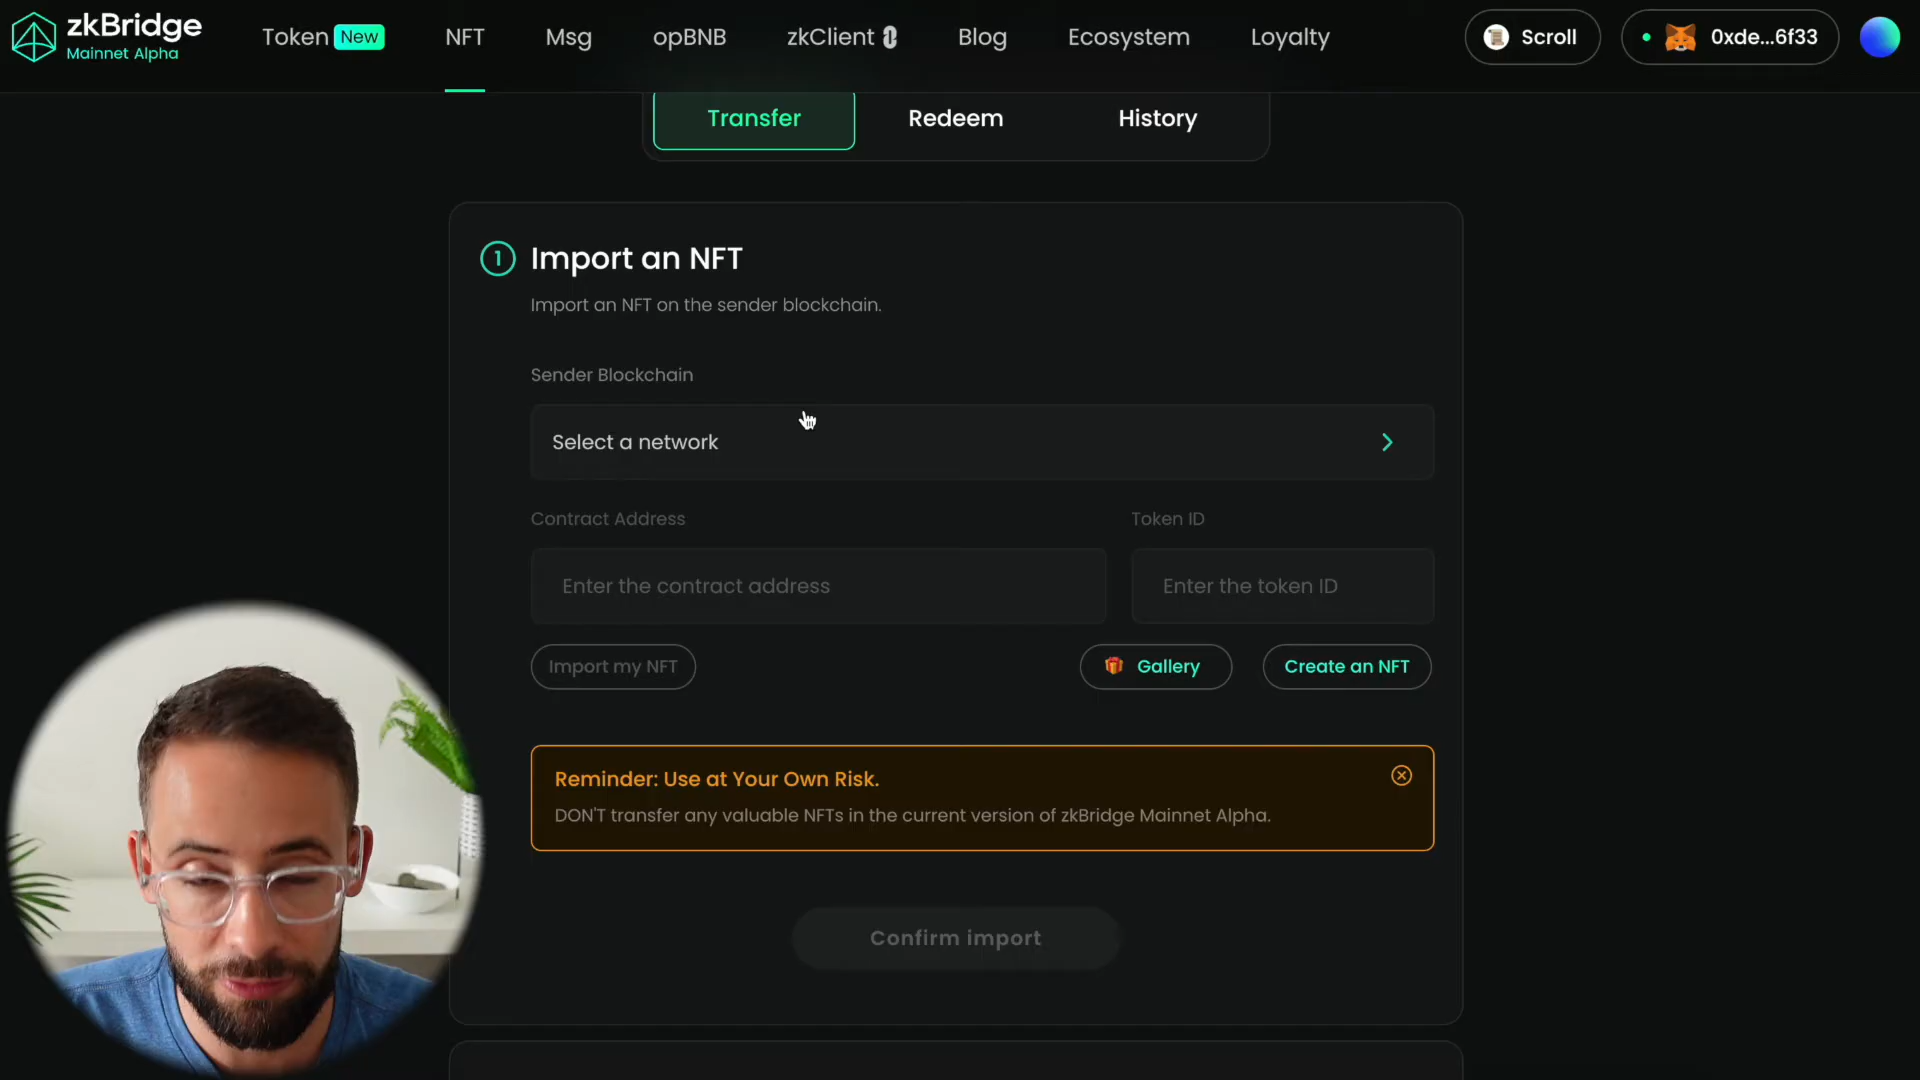 zkBridge
Mainnet Alpha
Token New
NFT
Msg
opBNB
zkClient
Blog
Ecosystem
Loyalty
Scroll
0xde...6f33
Transfer
Redeem
History
1 Import an NFT
Import an NFT on the sender blockchain.
Sender Blockchain
Select a network
Contract Address
Token ID
Enter the contract address
Enter the token ID
Import my NFT
Gallery
Create an NFT
Reminder: Use at Your Own Risk.
DON'T transfer any valuable NFTs in the current version of zkBridge Mainnet Alpha.
Confirm import